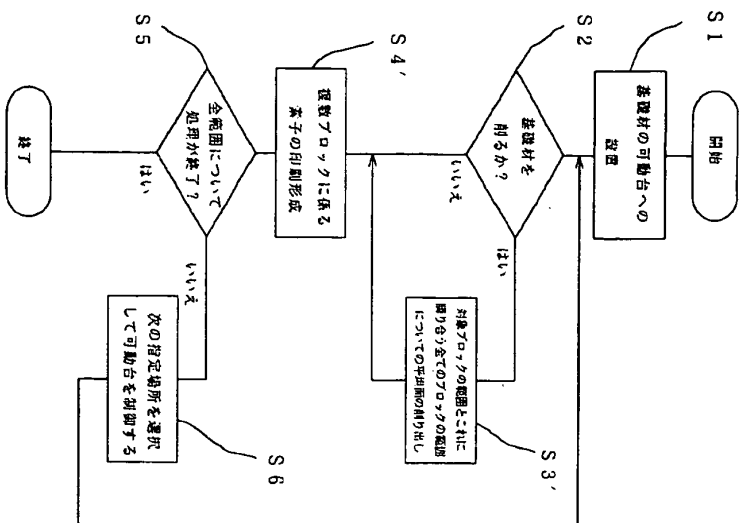 開始
S1
基礎材の可動台への
設置
S2
基礎材を
削るか?
はい
いいえ
S3'
対象ブロックの範囲とこれに
隣り合う全てのブロックの範囲
についての平坦面の削り出し
S4'
複数ブロックに係る
素子の印刷形成
S5
全範囲について
処理が終了?
はい
いいえ
S6
次の指定場所を選択
して可動台を制御する
終了